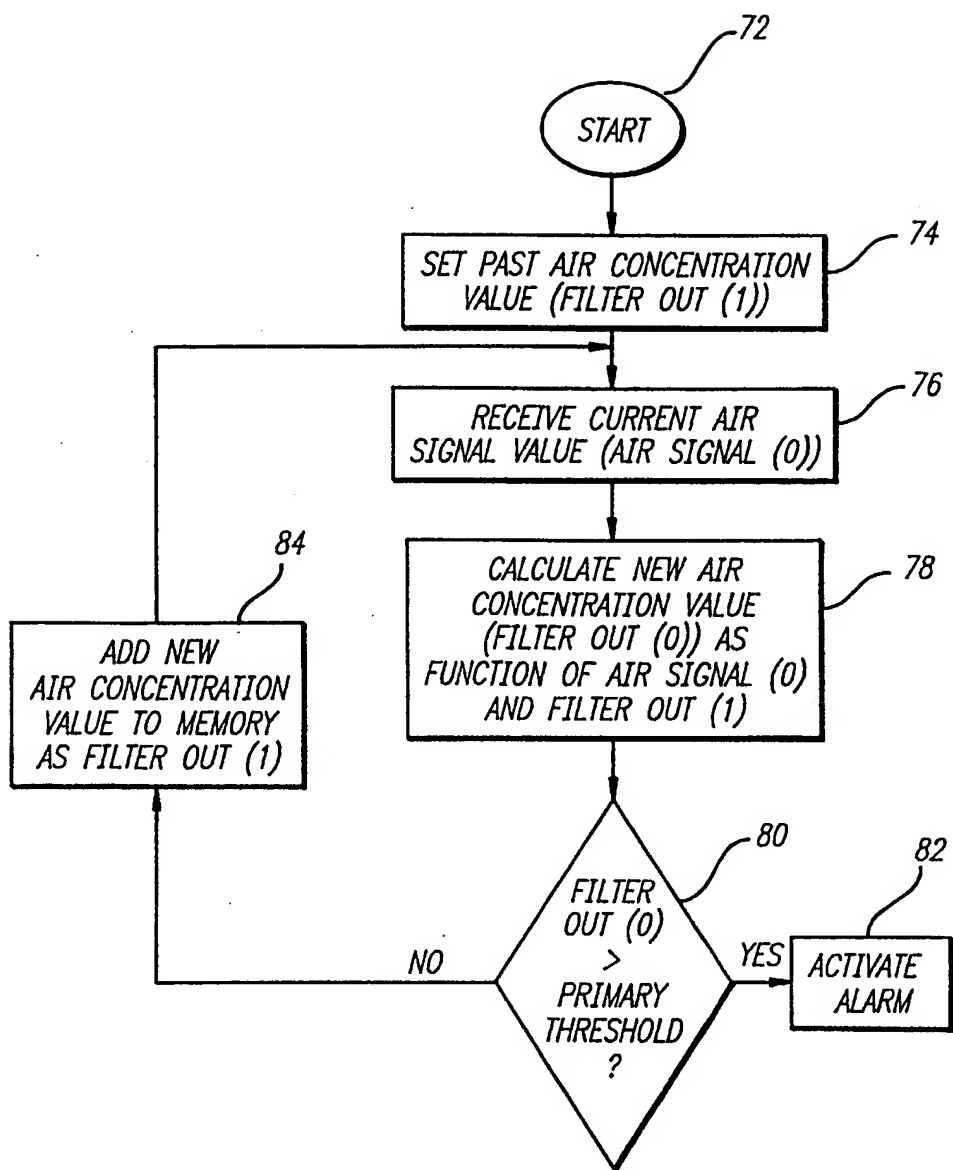 72
START
74
SET PAST AIR CONCENTRATION
VALUE (FILTER OUT (1))
76
RECEIVE CURRENT AIR
SIGNAL VALUE (AIR SIGNAL (0))
78
CALCULATE NEW AIR
CONCENTRATION VALUE
(FILTER OUT (0)) AS
FUNCTION OF AIR SIGNAL (0)
AND FILTER OUT (1)
84
ADD NEW
AIR CONCENTRATION
VALUE TO MEMORY
AS FILTER OUT (1)
80
FILTER
OUT (0)
>
PRIMARY
THRESHOLD
?
NO
YES
82
ACTIVATE
ALARM